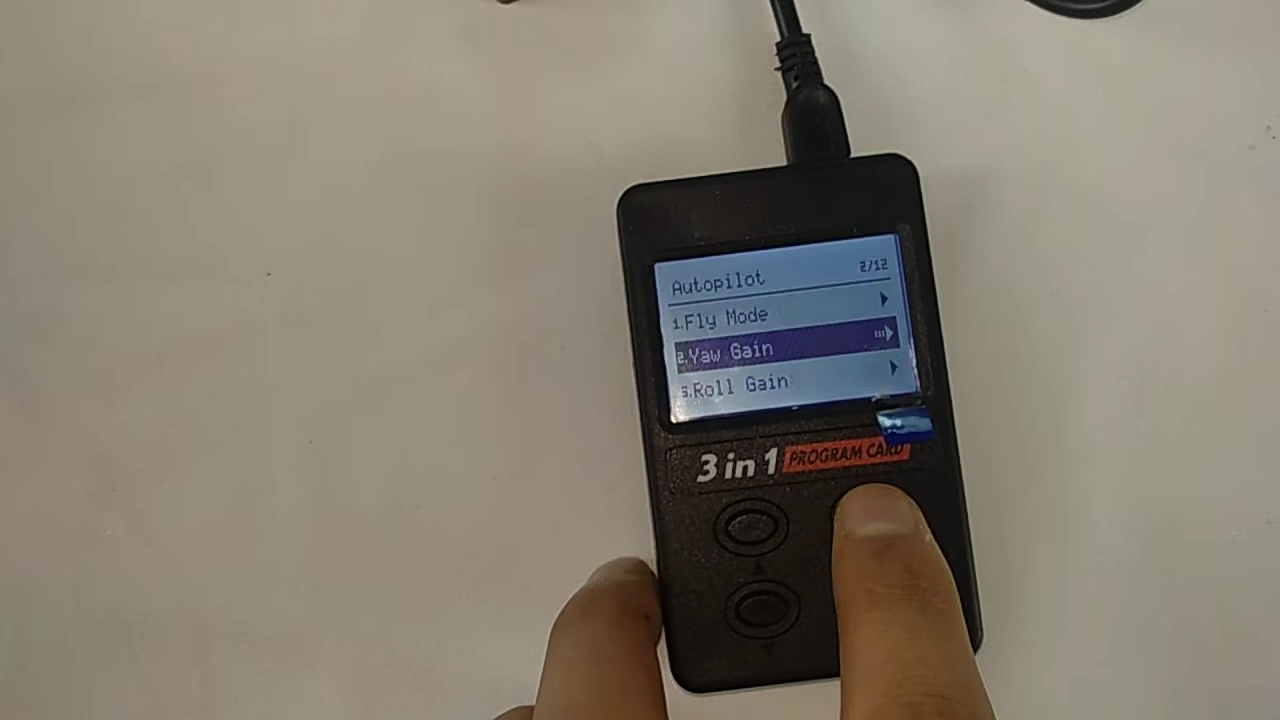 Autopilot 2/12
1.Fly Mode
2.Yaw Gain
3.Roll Gain
3 in 1 PROGRAM CARD